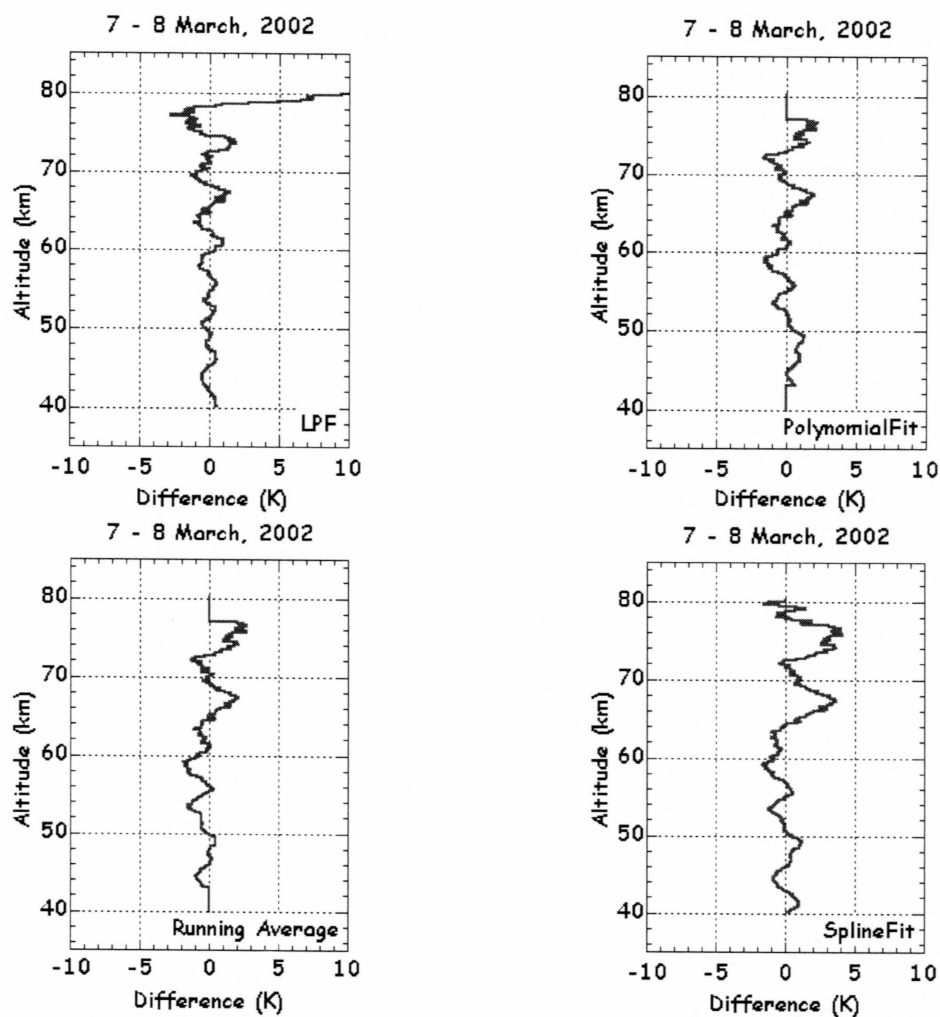 7 - 8 March, 2002
80
70
60
50
40
Altitude (km)
LPF
-10 -5 0 5 10
Difference (K)
7 - 8 March, 2002
80
70
60
50
40
Altitude (km)
PolynomialFit
-10 -5 0 5 10
Difference (K)
7 - 8 March, 2002
80
70
60
50
40
Altitude (km)
Running Average
-10 -5 0 5 10
Difference (K)
7 - 8 March, 2002
80
70
60
50
40
Altitude (km)
SplineFit
-10 -5 0 5 10
Difference (K)